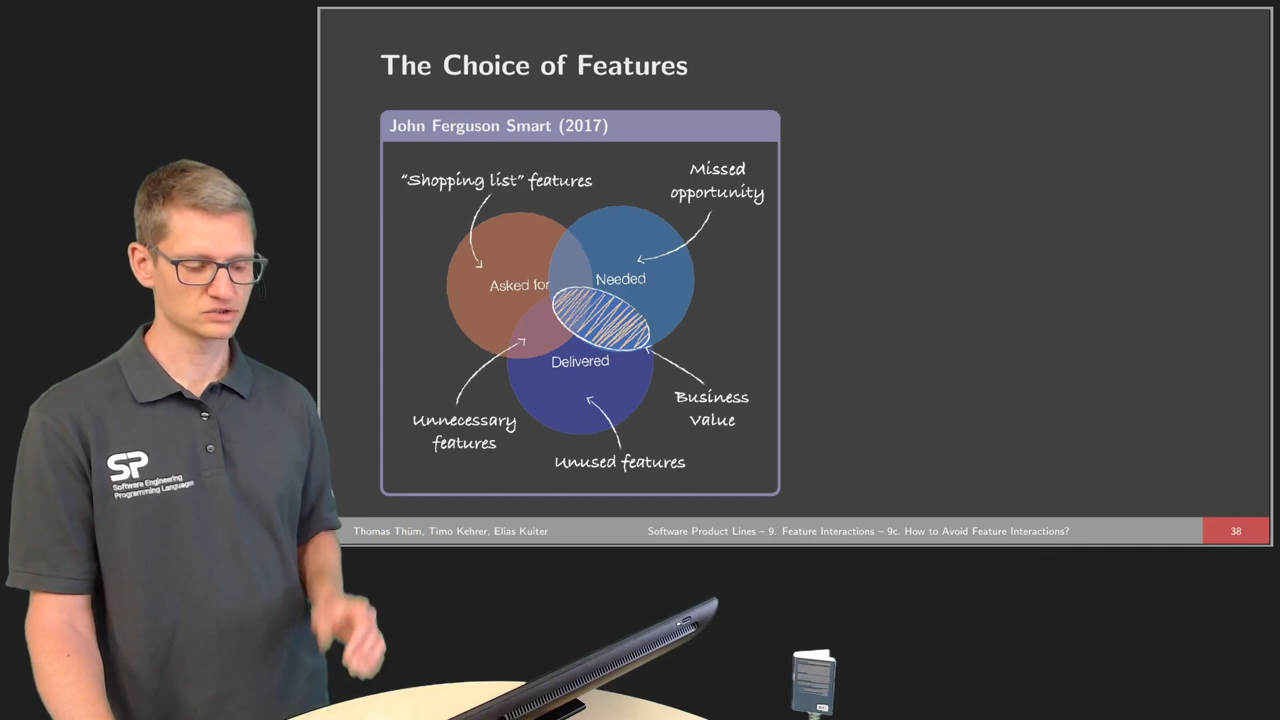 The Choice of Features
John Ferguson Smart (2017)
"Shopping list" features
Missed
opportunity
Asked for
Needed
Delivered
Business
Value
Unnecessary
features
Unused features
SP
Software Engineering
Programming Languages
Thomas Thüm, Timo Kehrer, Elias Kuiter
Software Product Lines – 9. Feature Interactions – 9c. How to Avoid Feature Interactions?
38